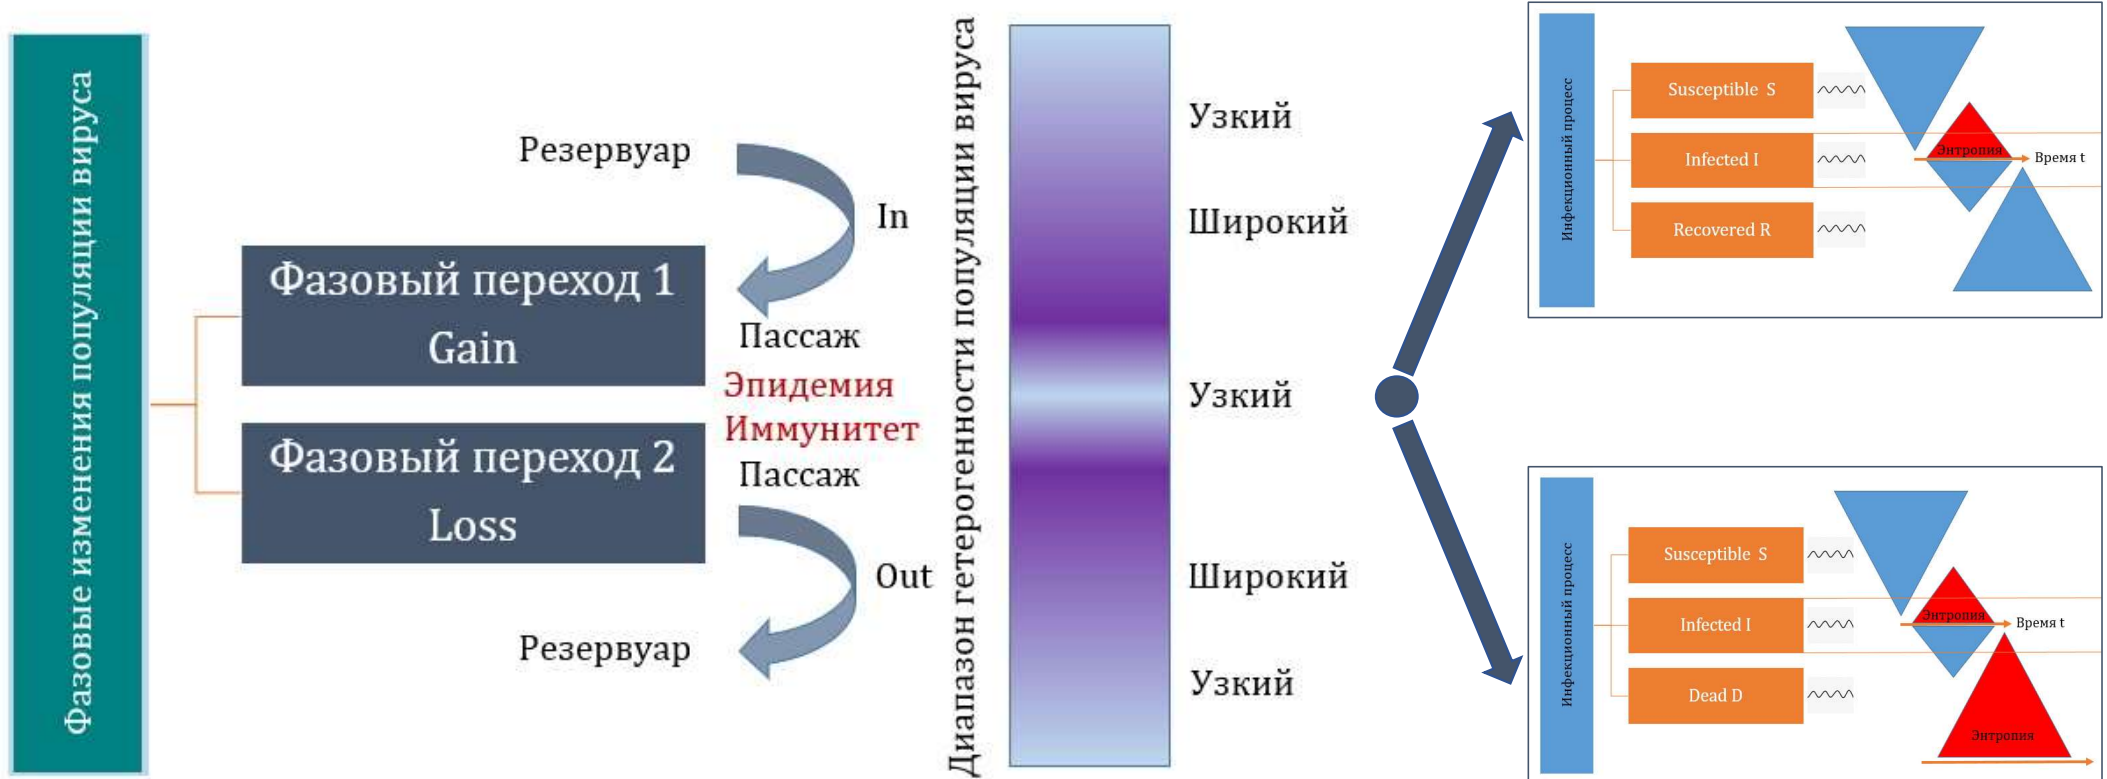 Фазовые изменения популяции вируса
Резервуар
In
Фазовый переход 1
Gain
Пассаж
Эпидемия
Иммунитет
Фазовый переход 2
Loss
Пассаж
Out
Резервуар
Диапазон гетерогенности популяции вируса
Узкий
Широкий
Узкий
Широкий
Узкий
Инфекционный процесс
Susceptible S
Infected I
Recovered R
Энтропия
Время t
Инфекционный процесс
Susceptible S
Infected I
Dead D
Энтропия
Время t
Энтропия